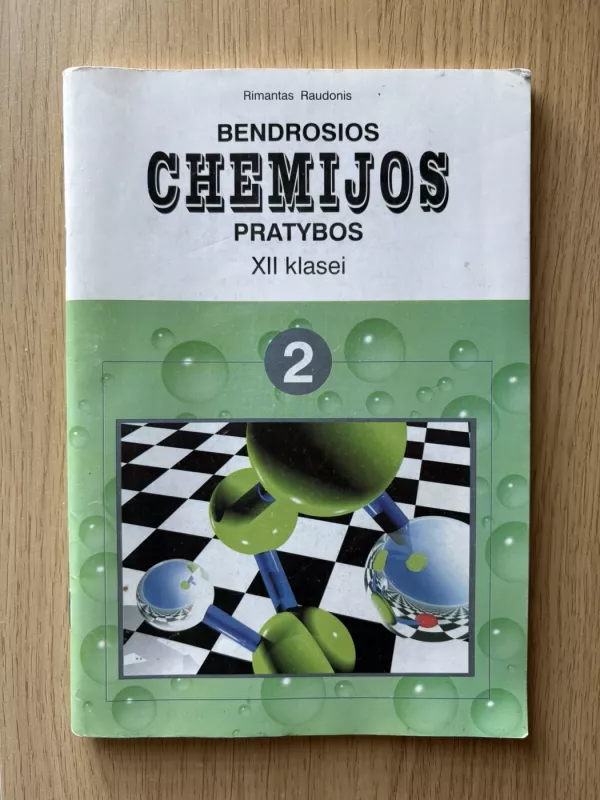 Rimantas Raudonis
BENDROSIOS
CHEMIJOS
PRATYBOS
XII klasei
2